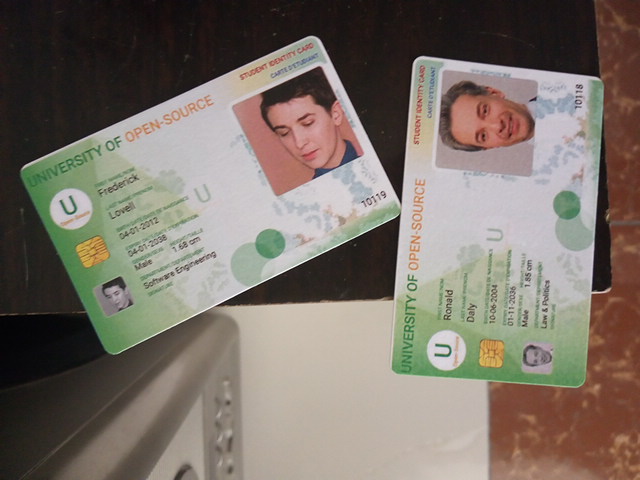 STUDENT IDENTITY CARD
CARTE D'ÉTUDIANT
UNIVERSITY OF OPEN-SOURCE
U
Frederick
Lovell
04-01-2012
04-01-2038
Male 1.68 cm
Software Engineering
10119
STUDENT IDENTITY CARD
CARTE D'ÉTUDIANT
UNIVERSITY OF OPEN-SOURCE
U
Ronald
Daly
10-06-2004
01-11-2036
Male 1.85 cm
Law & Politics
10118